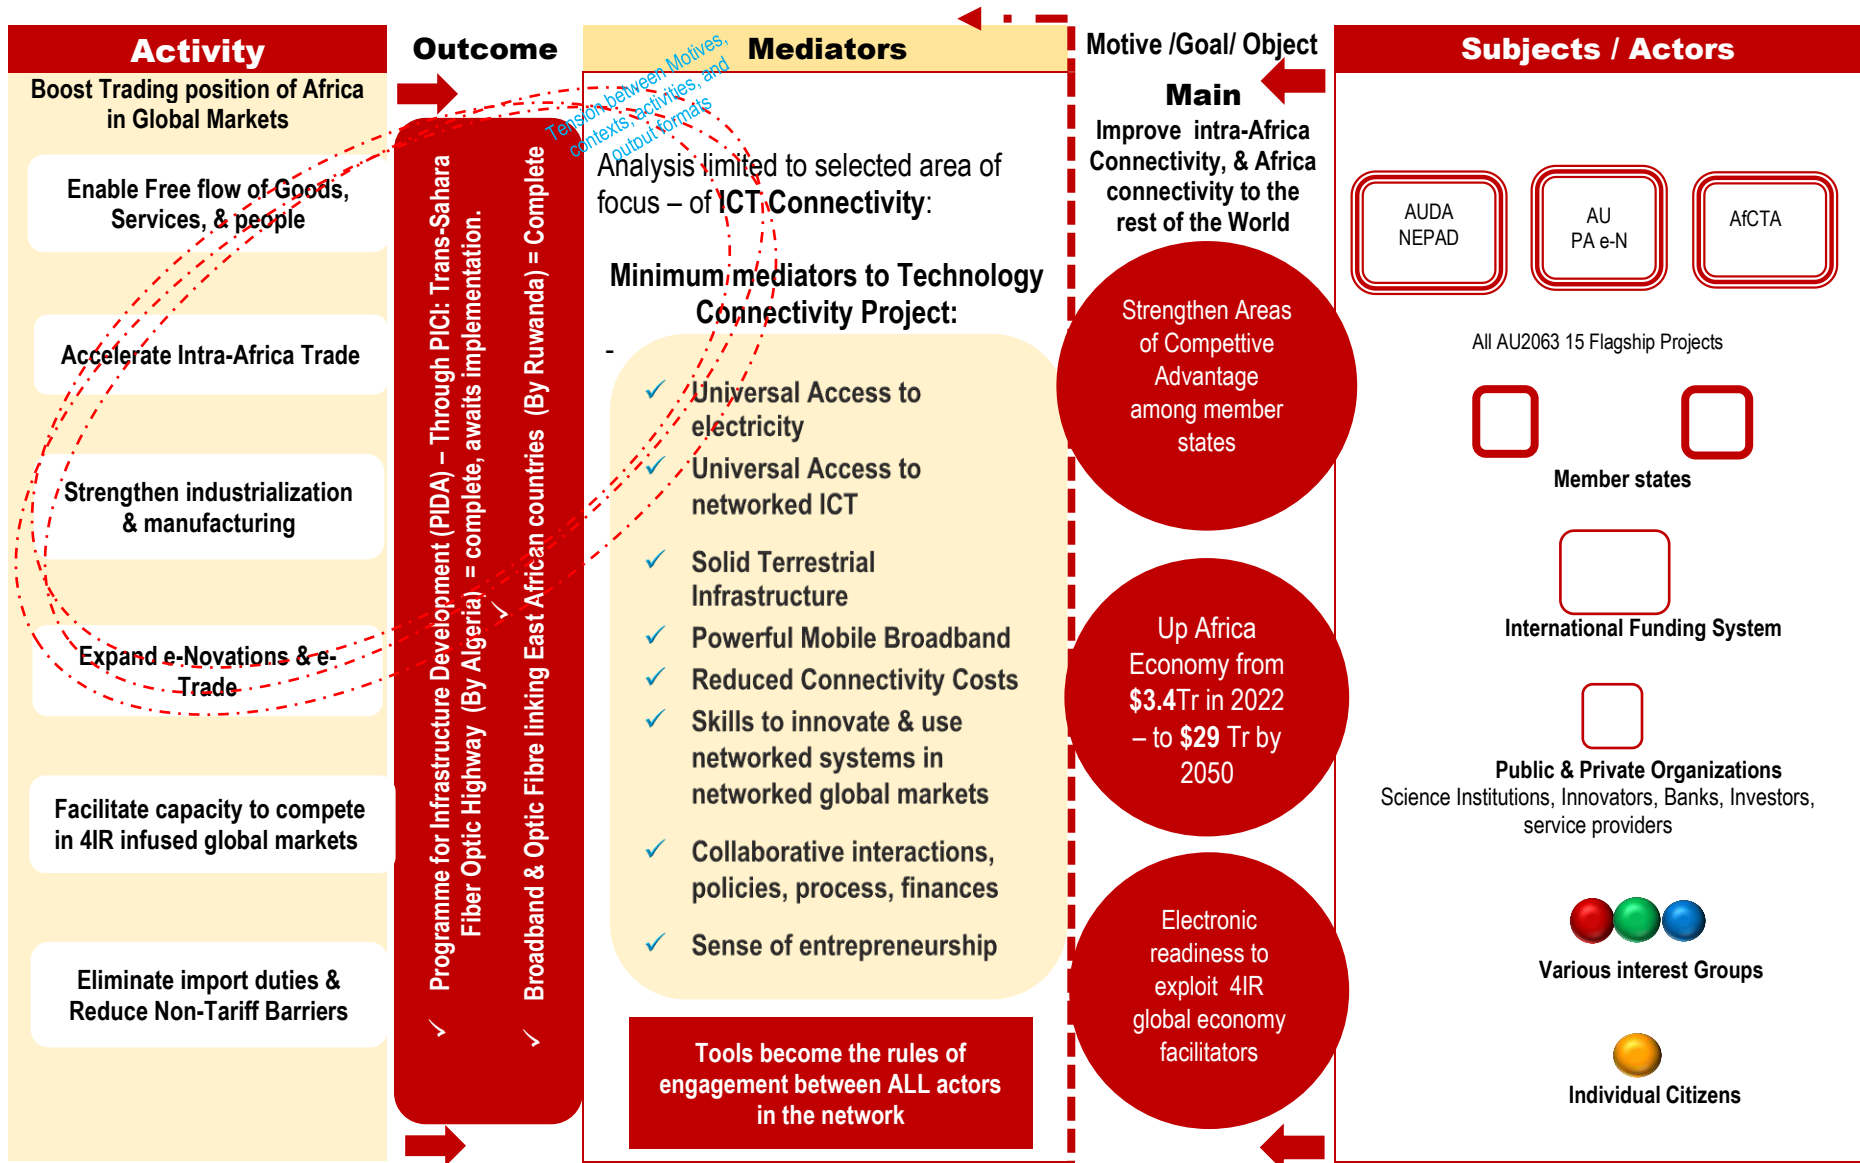 Activity
Boost Trading position of Africa
in Global Markets
Enable Free flow of Goods,
Services, & people
Accelerate Intra-Africa Trade
Strengthen industrialization
& manufacturing
Expand e-Novations & e-
Trade
Facilitate capacity to compete
in 4IR infused global markets
Eliminate import duties &
Reduce Non-Tariff Barriers
Outcome
✓ Programme for Infrastructure Development (PIDA) – Through PICI: Trans-Sahara
Fiber Optic Highway (By Algeria) = complete, awaits implementation.
✓
✓ Broadband & Optic Fibre linking East African countries (By Ruwanda) = Complete
Mediators
Tension between Motives,
contexts, activities, and
output formats
Analysis limited to selected area of
focus – of ICT Connectivity:
Minimum mediators to Technology
Connectivity Project:
-
✓ Universal Access to
electricity
✓ Universal Access to
networked ICT
✓ Solid Terrestrial
Infrastructure
✓ Powerful Mobile Broadband
✓ Reduced Connectivity Costs
✓ Skills to innovate & use
networked systems in
networked global markets
✓ Collaborative interactions,
policies, process, finances
✓ Sense of entrepreneurship
Tools become the rules of
engagement between ALL actors
in the network
Motive /Goal/ Object
Main
Improve intra-Africa
Connectivity, & Africa
connectivity to the
rest of the World
Strengthen Areas
of Compettive
Advantage
among member
states
Up Africa
Economy from
$3.4Tr in 2022
– to $29 Tr by
2050
Electronic
readiness to
exploit 4IR
global economy
facilitators
Subjects / Actors
AUDA
NEPAD
AU
PA e-N
AfCTA
All AU2063 15 Flagship Projects
Member states
International Funding System
Public & Private Organizations
Science Institutions, Innovators, Banks, Investors,
service providers
Various interest Groups
Individual Citizens